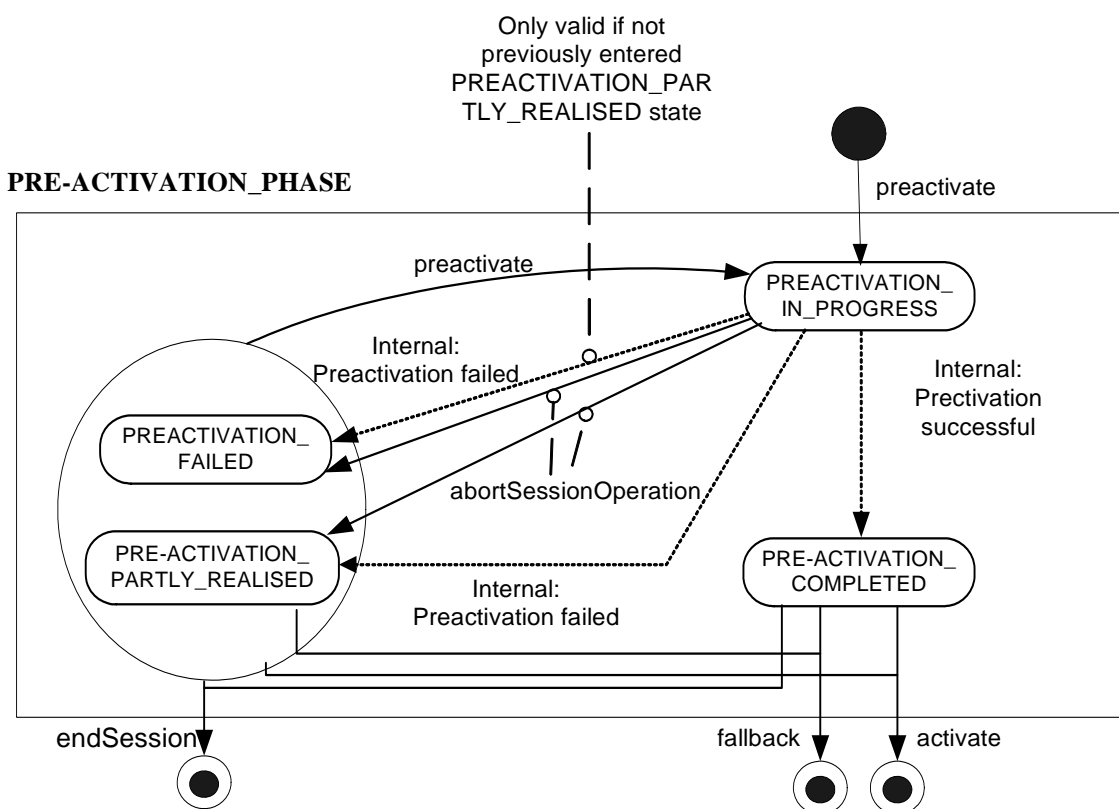 Only valid if not
previously entered
PREACTIVATION_PAR
TLY_REALISED state
PRE-ACTIVATION_PHASE
preactivate
preactivate
PREACTIVATION_
IN_PROGRESS
Internal:
Preactivation failed
Internal:
Prectivation
successful
PREACTIVATION_
FAILED
abortSessionOperation
PRE-ACTIVATION_
PARTLY_REALISED
PRE-ACTIVATION_
COMPLETED
Internal:
Preactivation failed
endSession
fallback
activate